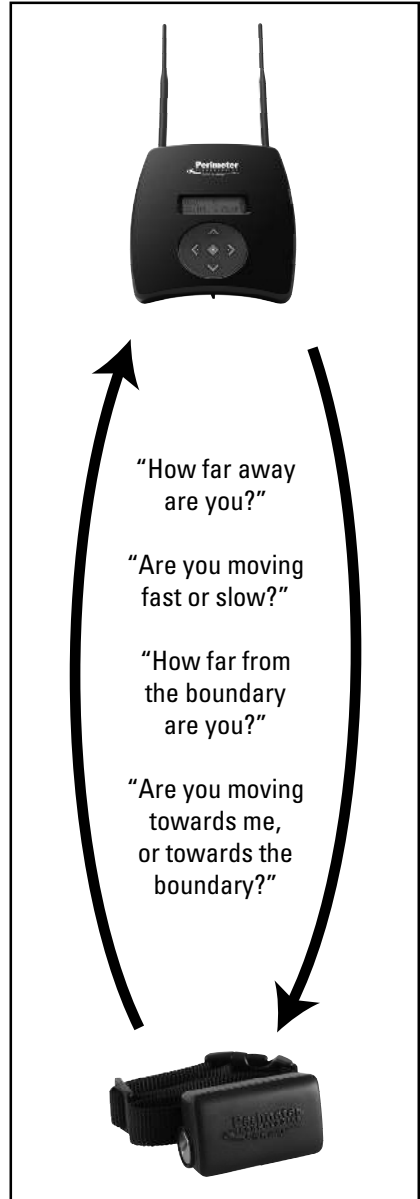 Perimeter
“How far away
are you?”
“Are you moving
fast or slow?”
“How far from
the boundary
are you?”
“Are you moving
towards me,
or towards the
boundary?”
Perimeter